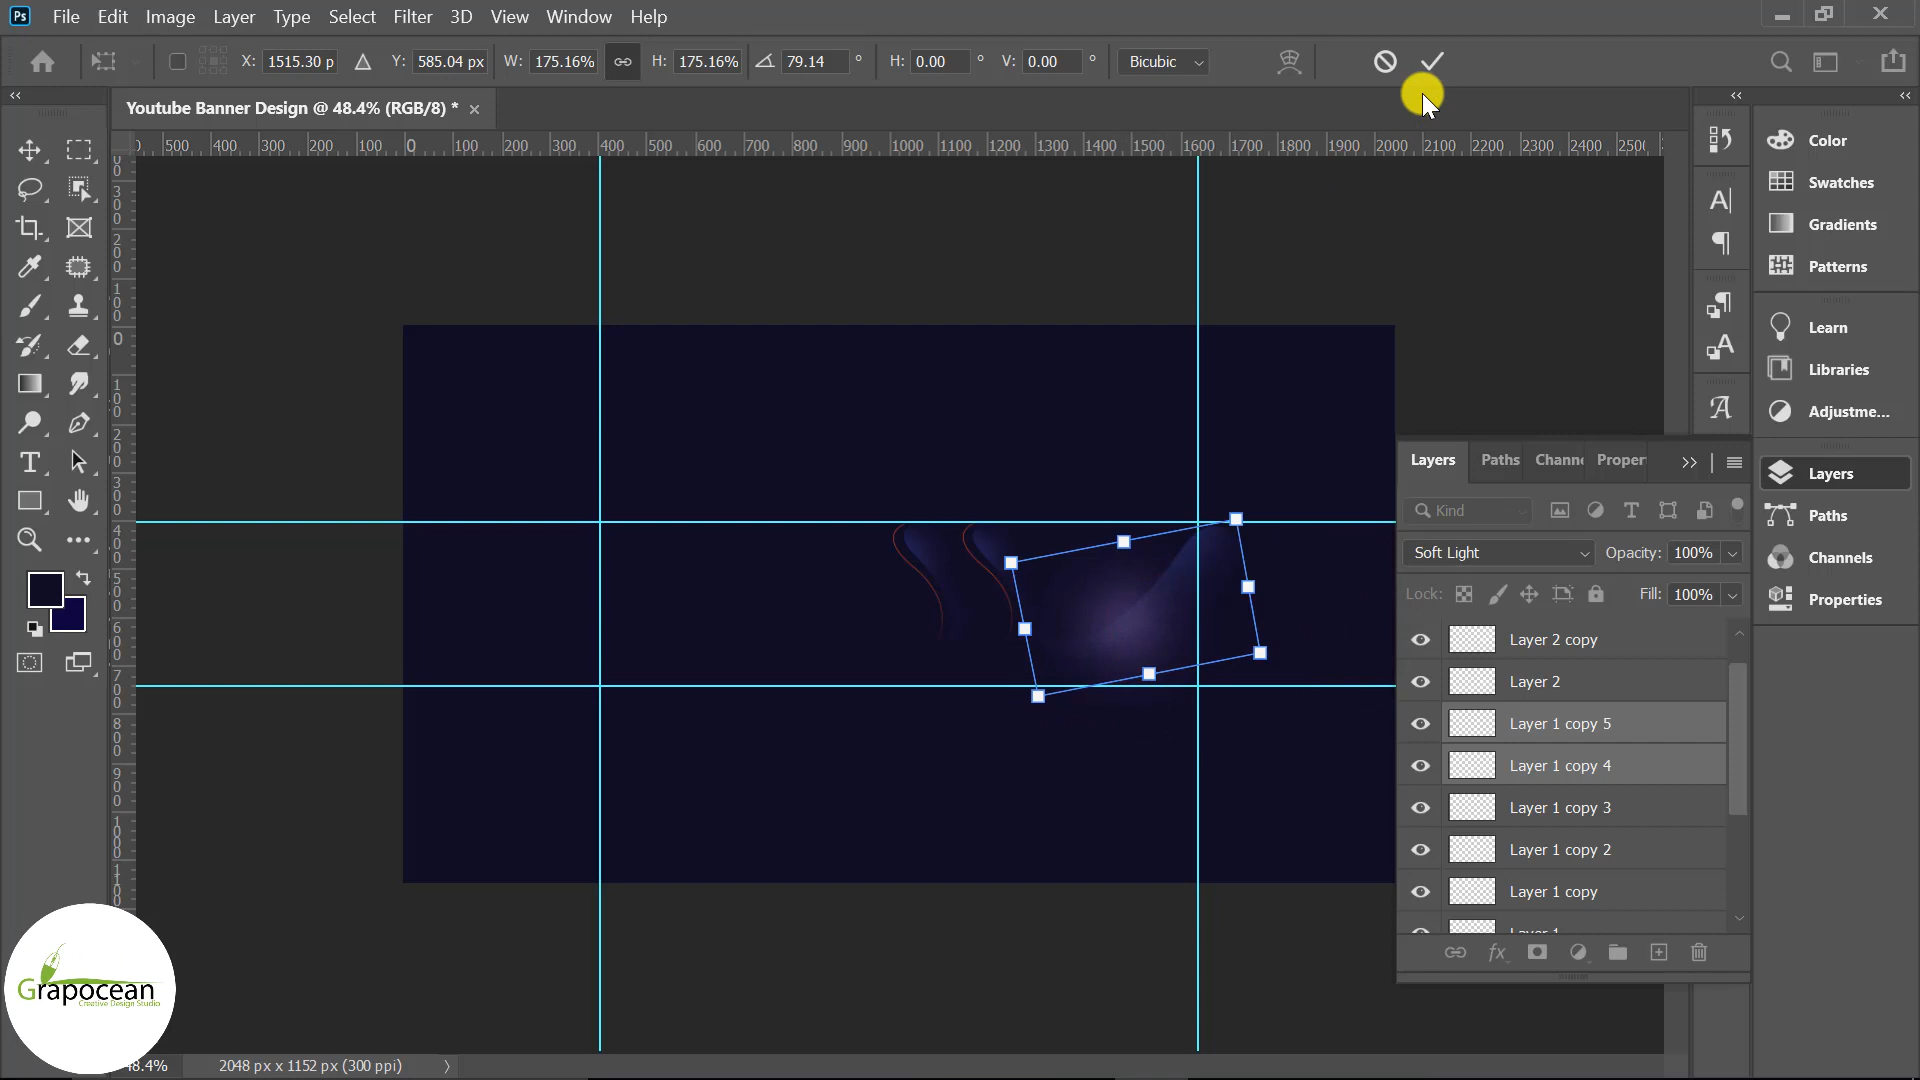 Ps File Edit Image Layer Type Select Filter 3D View Window Help
X: 1515.30 p Y: 585.04 px W: 175.16% H: 175.16% 79.14 ° H: 0.00 ° V: 0.00 ° Bicubic
Youtube Banner Design @ 48.4% (RGB/8) *
500 400 300 200 100 0 100 200 300 400 500 600 700 800 900 1000 1100 1200 1300 1400 1500 1600 1700 1800 1900 2000 2100 2200 2300 2400
Color
Swatches
Gradients
Patterns
Learn
Libraries
Adjustme...
Layers
Paths
Channels
Properties
Layers Paths Channe Proper
Kind
Soft Light Opacity: 100%
Lock: Fill: 100%
Layer 2 copy
Layer 2
Layer 1 copy 5
Layer 1 copy 4
Layer 1 copy 3
Layer 1 copy 2
Layer 1 copy
fx
Grapocean
Creative Design Studio
48.4% 2048 px x 1152 px (300 ppi)